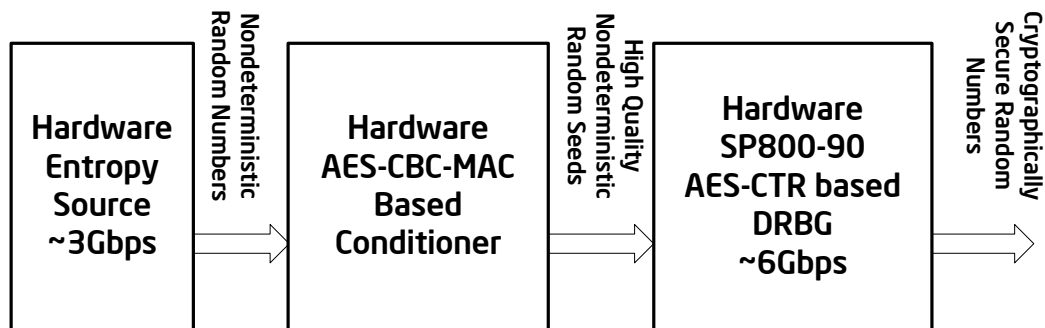 Hardware
Entropy
Source
~3Gbps
Nondeterministic
Random Numbers
Hardware
AES-CBC-MAC
Based
Conditioner
High Quality
Nondeterministic
Random Seeds
Hardware
SP800-90
AES-CTR based
DRBG
~6Gbps
Cryptographically
Secure Random
Numbers